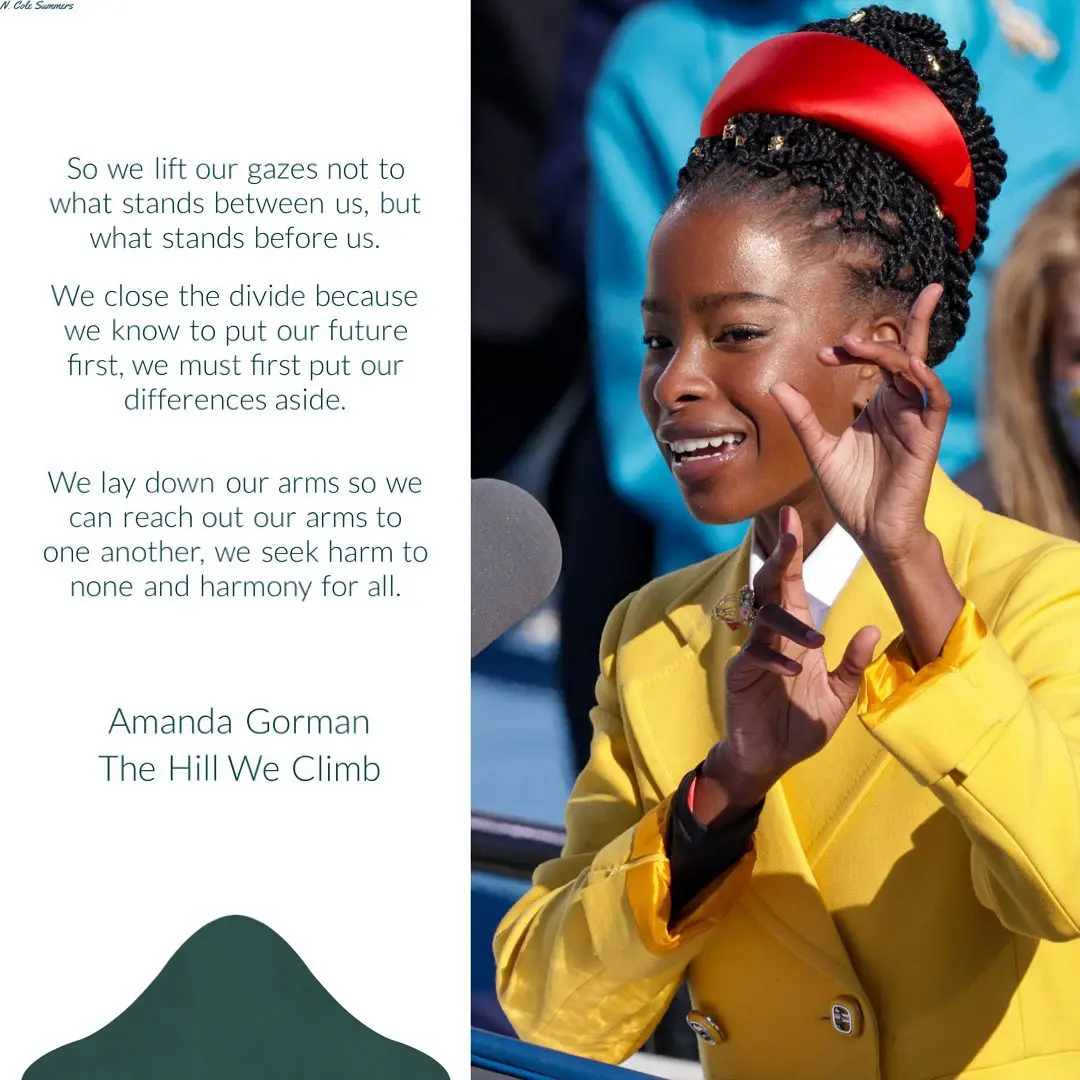 N. Cole Summers
So we lift our gazes not to
what stands between us, but
what stands before us.
We close the divide because
we know to put our future
first, we must first put our
differences aside.
We lay down our arms so we
can reach out our arms to
one another, we seek harm to
none and harmony for all.
Amanda Gorman
The Hill We Climb